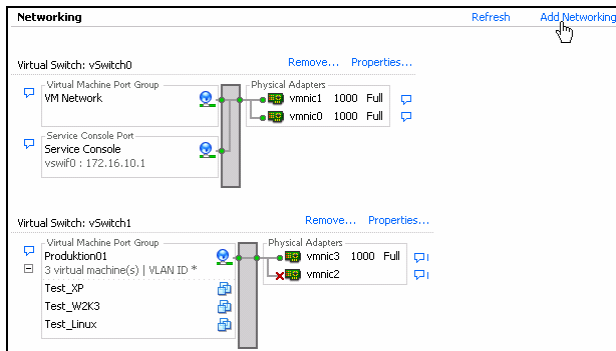 Networking Refresh Add Networking
Virtual Switch: vSwitch0 Remove... Properties...
Virtual Machine Port Group Physical Adapters
VM Network vmnic1 1000 Full
vmnic0 1000 Full
Service Console Port
Service Console
vswif0 : 172.16.10.1
Virtual Switch: vSwitch1 Remove... Properties...
Virtual Machine Port Group Physical Adapters
Produktion01 vmnic3 1000 Full
3 virtual machine(s) | VLAN ID * vmnic2
Test_XP
Test_W2K3
Test_Linux